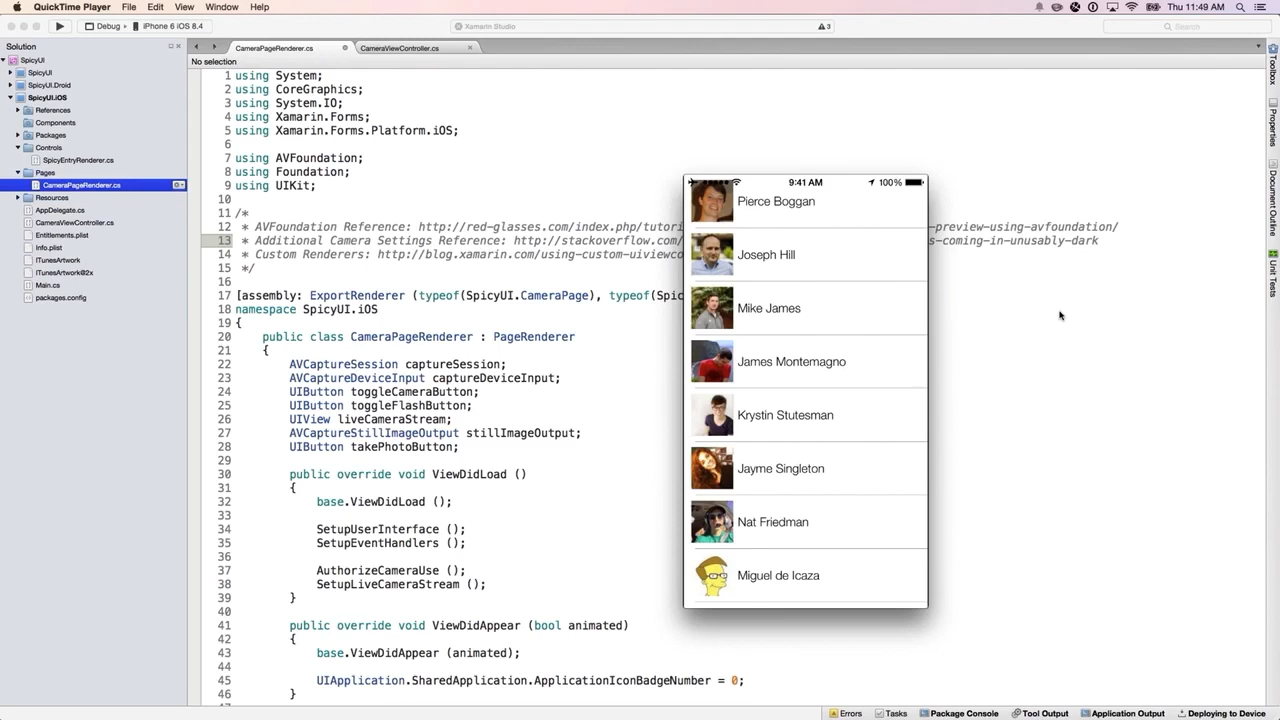 QuickTime Player File Edit View Window Help
Thu 11:49 AM
Debug iPhone 6 iOS 8.4
Xamarin Studio
3
Search
Solution
SpicyUI
SpicyUI
SpicyUI.Droid
SpicyUI.iOS
References
Components
Packages
Controls
SpicyEntryRenderer.cs
Pages
CameraPageRenderer.cs
Resources
AppDelegate.cs
CameraViewController.cs
Entitlements.plist
Info.plist
iTunesArtwork
iTunesArtwork@2x
Main.cs
packages.config
CameraPageRenderer.cs
CameraViewController.cs
No selection
1 using System;
2 using CoreGraphics;
3 using System.IO;
4 using Xamarin.Forms;
5 using Xamarin.Forms.Platform.iOS;
6
7 using AVFoundation;
8 using Foundation;
9 using UIKit;
10
11 /*
12 * AVFoundation Reference: http://red-glasses.com/index.php/tutori -preview-using-avfoundation/
13 * Additional Camera Settings Reference: http://stackoverflow.com/ s-coming-in-unusably-dark
14 * Custom Renderers: http://blog.xamarin.com/using-custom-uiviewco
15 */
16
17 [assembly: ExportRenderer (typeof(SpicyUI.CameraPage), typeof(Spic
18 namespace SpicyUI.iOS
19 {
20 public class CameraPageRenderer : PageRenderer
21 {
22 AVCaptureSession captureSession;
23 AVCaptureDeviceInput captureDeviceInput;
24 UIButton toggleCameraButton;
25 UIButton toggleFlashButton;
26 UIView liveCameraStream;
27 AVCaptureStillImageOutput stillImageOutput;
28 UIButton takePhotoButton;
29
30 public override void ViewDidLoad ()
31 {
32 base.ViewDidLoad ();
33
34 SetupUserInterface ();
35 SetupEventHandlers ();
36
37 AuthorizeCameraUse ();
38 SetupLiveCameraStream ();
39 }
40
41 public override void ViewDidAppear (bool animated)
42 {
43 base.ViewDidAppear (animated);
44
45 UIApplication.SharedApplication.ApplicationIconBadgeNumber = 0;
46 }
9:41 AM 100%
Pierce Boggan
Joseph Hill
Mike James
James Montemagno
Krystin Stutesman
Jayme Singleton
Nat Friedman
Miguel de Icaza
Toolbox
Properties
Document Outline
Unit Tests
Errors Tasks Package Console Tool Output Application Output Deploying to Device